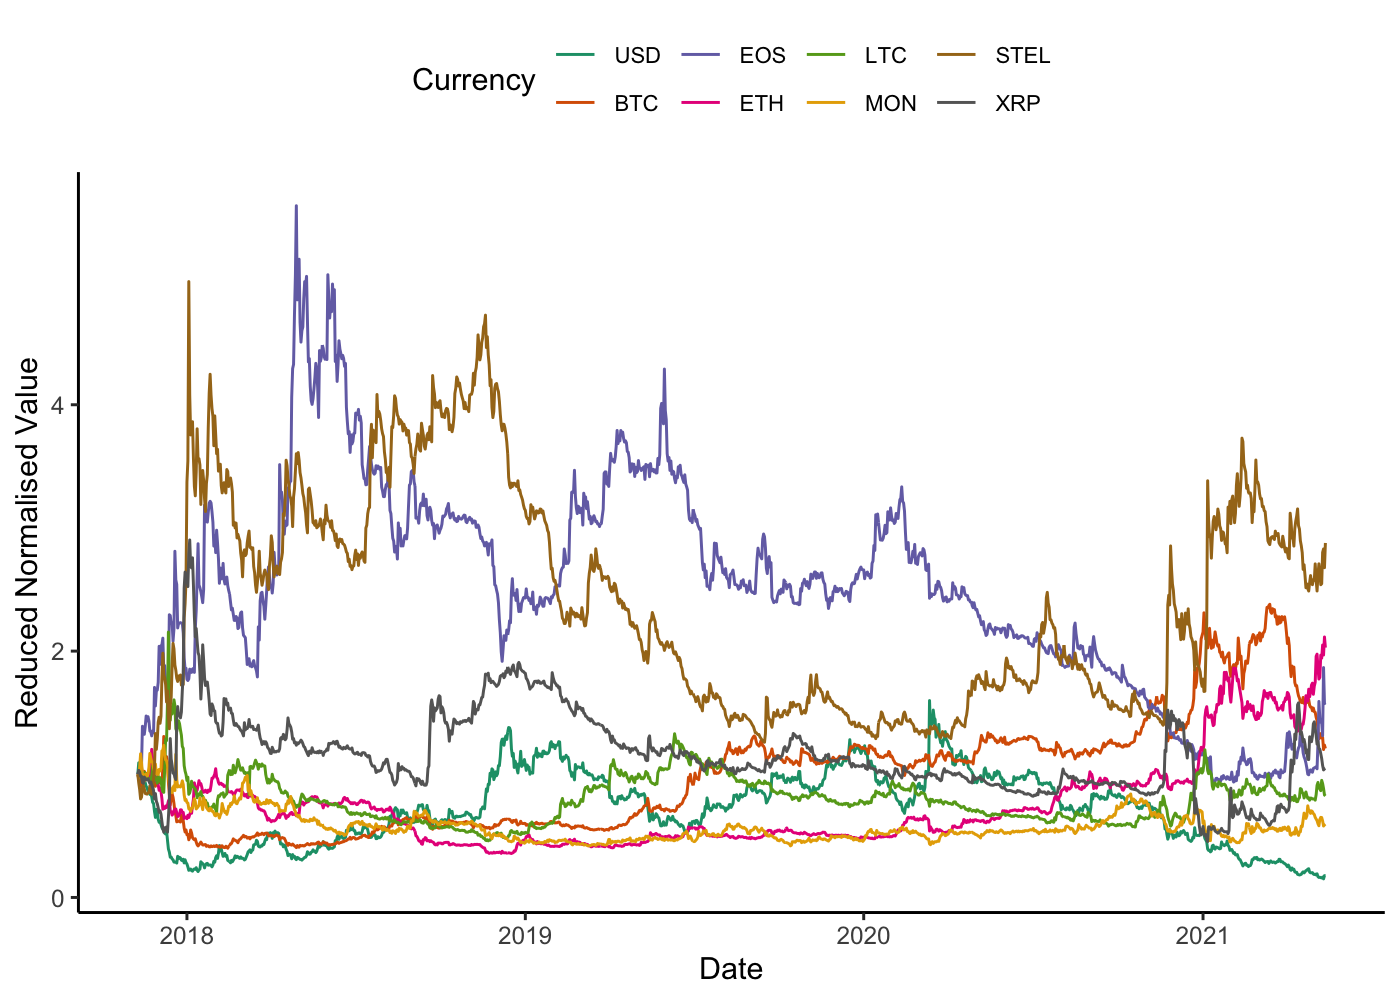 Currency
USD EOS LTC STEL
BTC ETH MON XRP
Reduced Normalised Value
4
2
0
2018 2019 2020 2021
Date